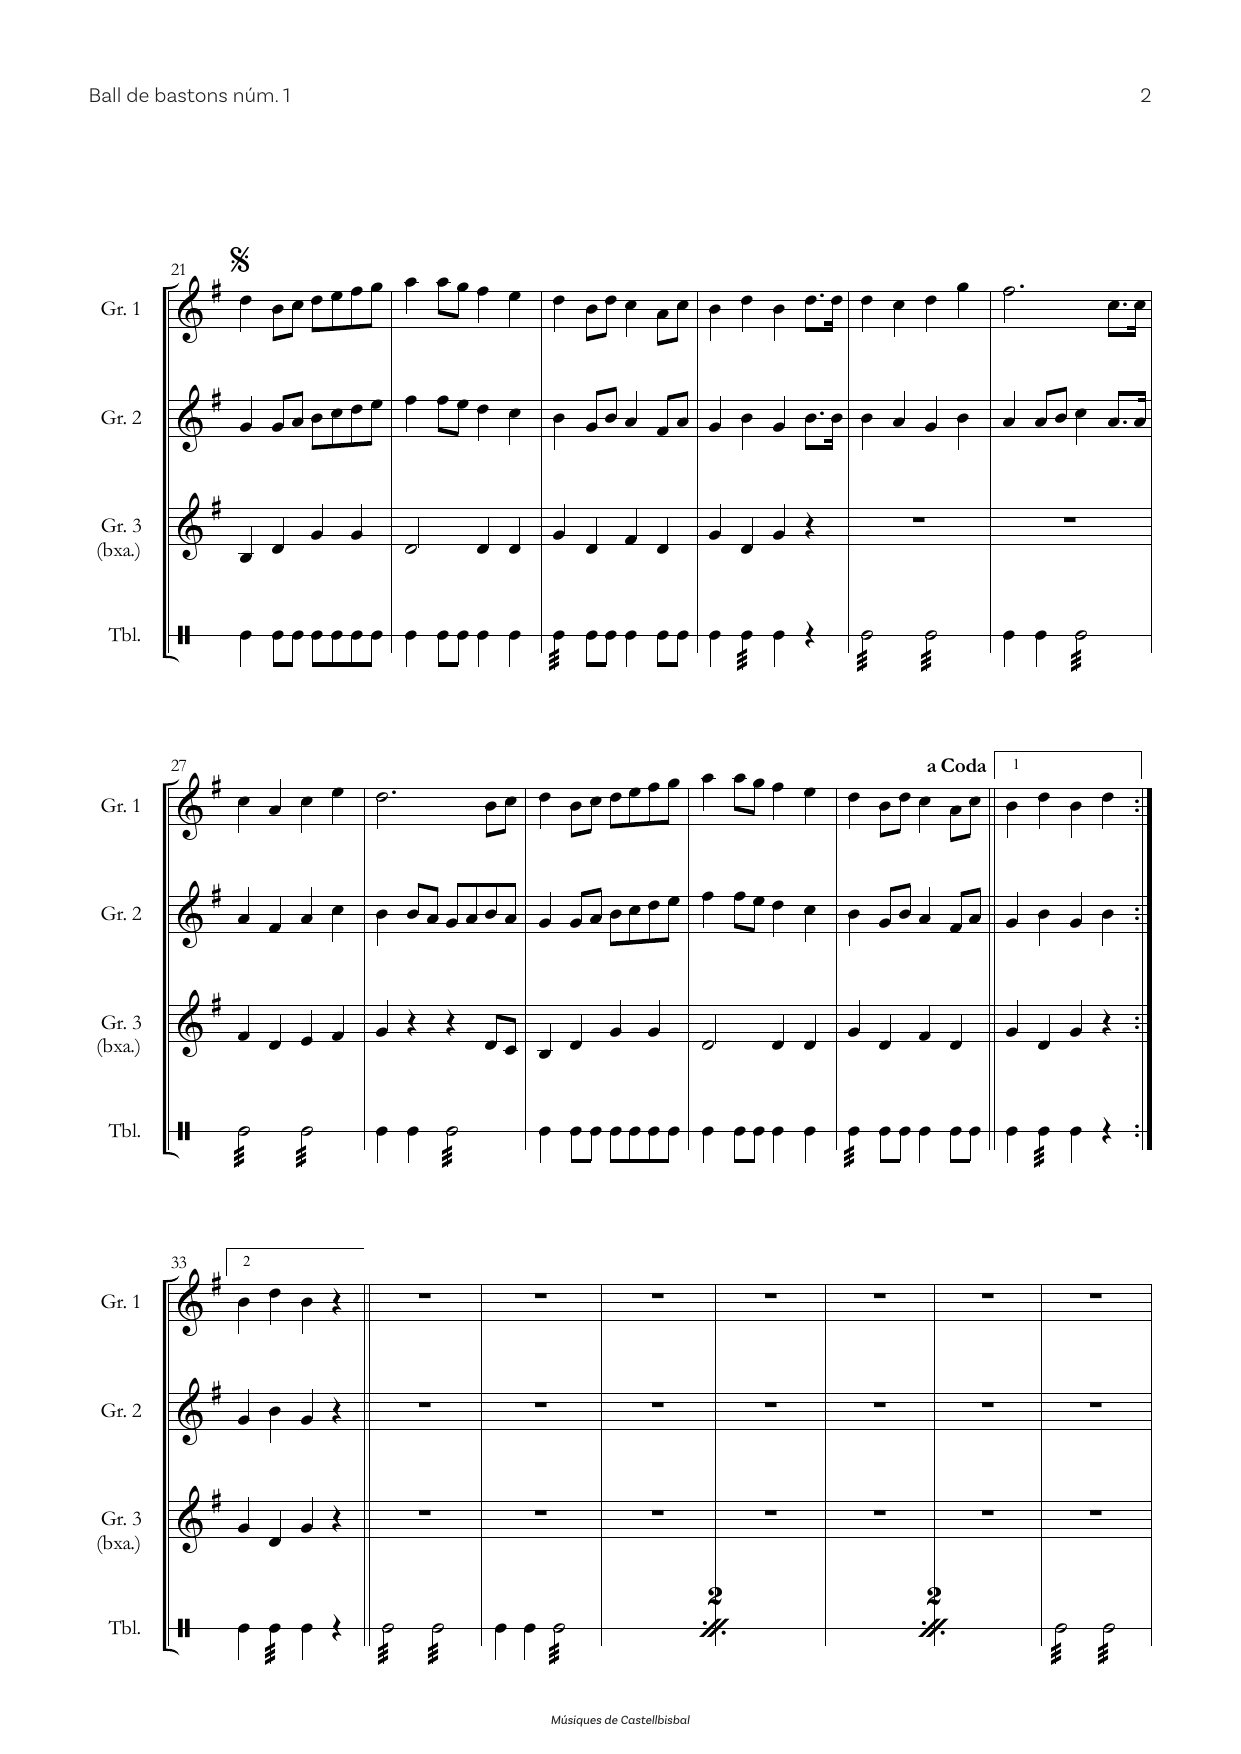 Ball de bastons núm. 1 2
21
Gr. 1
Gr. 2
Gr. 3
(bxa.)
Tbl.
27
a Coda
1
Gr. 1
Gr. 2
Gr. 3
(bxa.)
Tbl.
33
2
Gr. 1
Gr. 2
Gr. 3
(bxa.)
2 2
Tbl.
Músiques de Castellbisbal